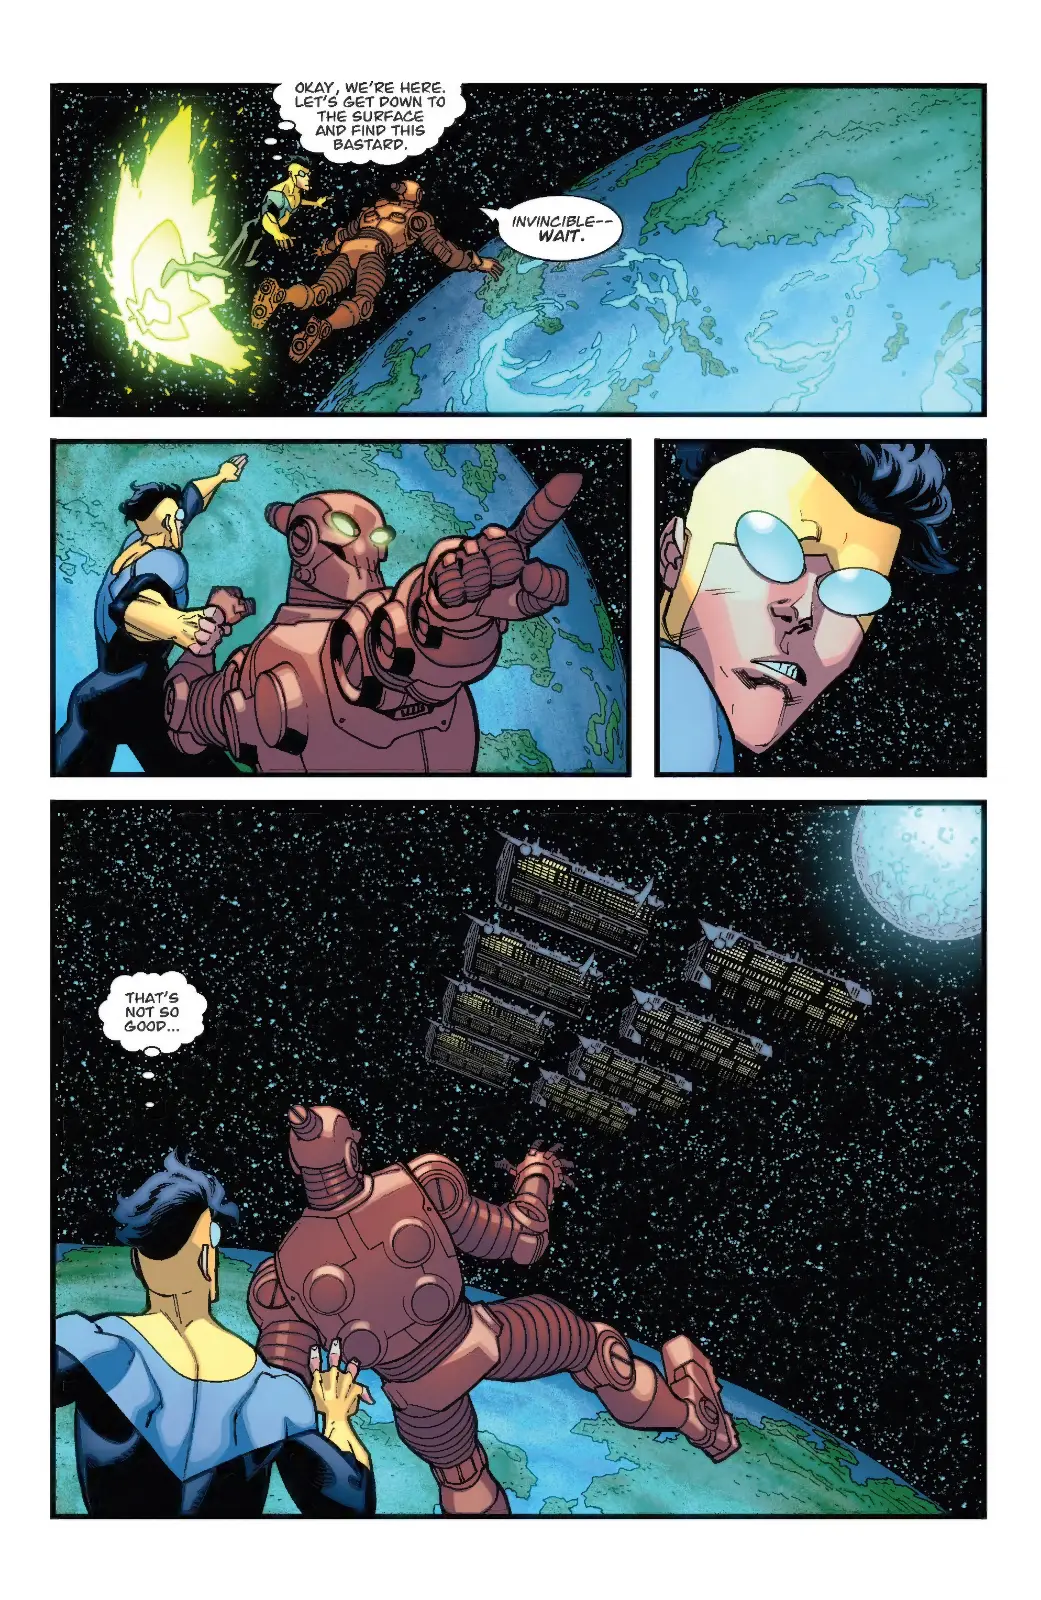 OKAY, WE'RE HERE.
LET'S GET DOWN TO
THE SURFACE
AND FIND THIS
BASTARD.
INVINCIBLE--
WAIT.
THAT'S
NOT SO
GOOD...